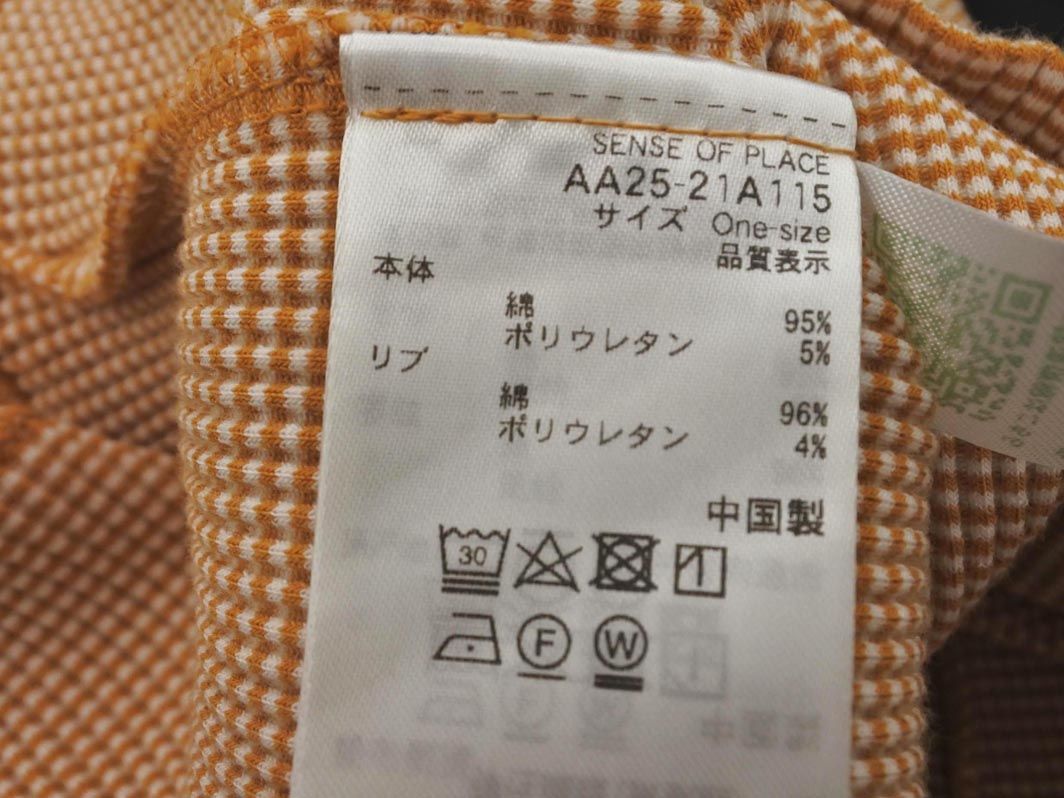 SENSE OF PLACE
AA25-21A115
サイズ One-size
品質表示
本体
綿 95%
ポリウレタン 5%
リブ
綿 96%
ポリウレタン 4%
中国製
30
F
W